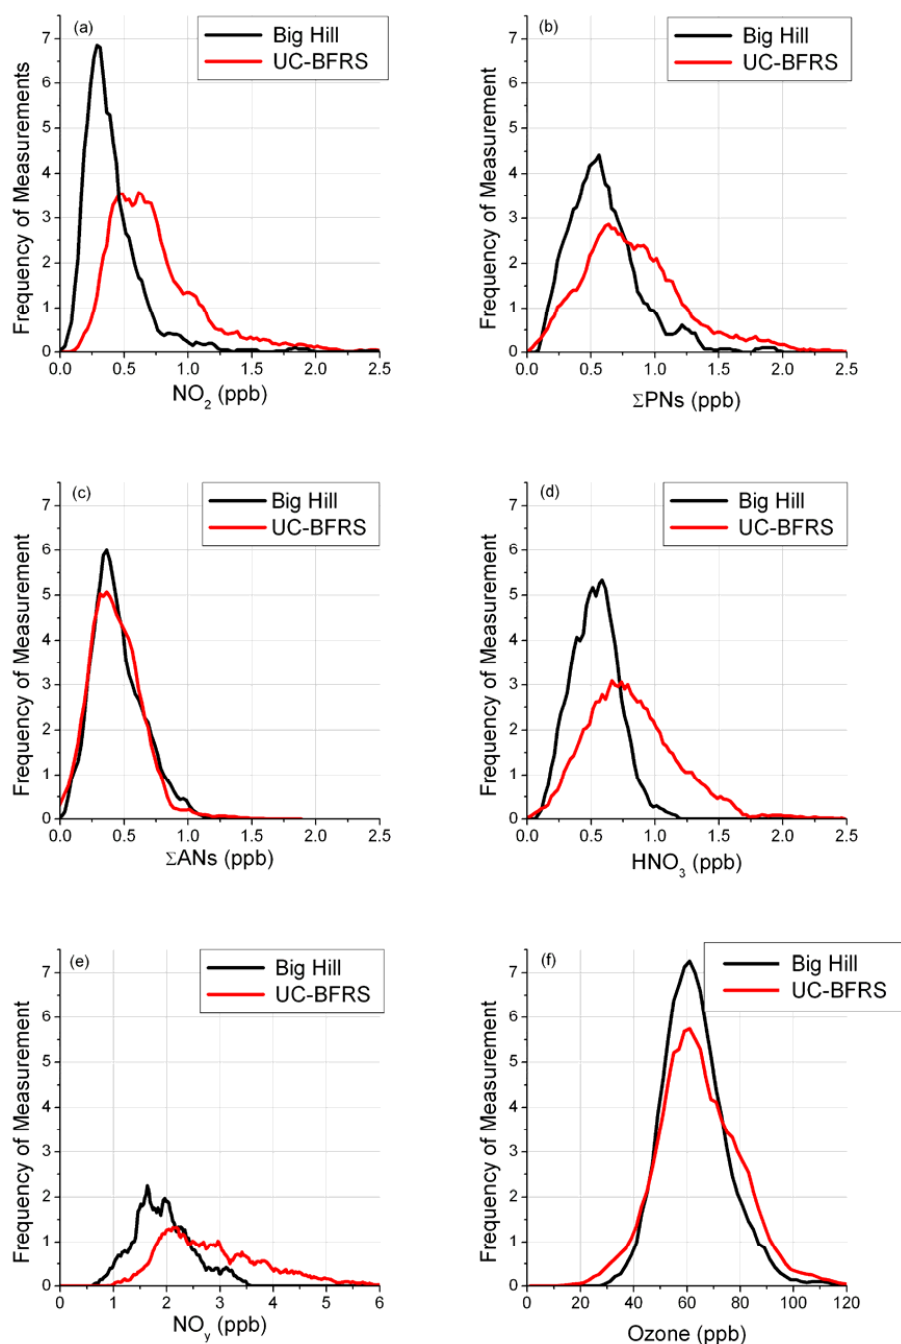 (a)
Big Hill
UC-BFRS
Frequency of Measurements
7
6
5
4
3
2
1
0
0.0 0.5 1.0 1.5 2.0 2.5
NO₂ (ppb)
(b)
Big Hill
UC-BFRS
Frequency of Measurement
7
6
5
4
3
2
1
0
0.0 0.5 1.0 1.5 2.0 2.5
ΣPNs (ppb)
(c)
Big Hill
UC-BFRS
Frequency of Measurement
7
6
5
4
3
2
1
0
0.0 0.5 1.0 1.5 2.0 2.5
ΣANs (ppb)
(d)
Big Hill
UC-BFRS
Frequency of Measurement
7
6
5
4
3
2
1
0
0.0 0.5 1.0 1.5 2.0 2.5
HNO₃ (ppb)
(e)
Big Hill
UC-BFRS
Frequency of Measurement
7
6
5
4
3
2
1
0
0 1 2 3 4 5 6
NOy (ppb)
(f)
Big Hill
UC-BFRS
Frequency of Measurement
7
6
5
4
3
2
1
0
0 20 40 60 80 100 120
Ozone (ppb)